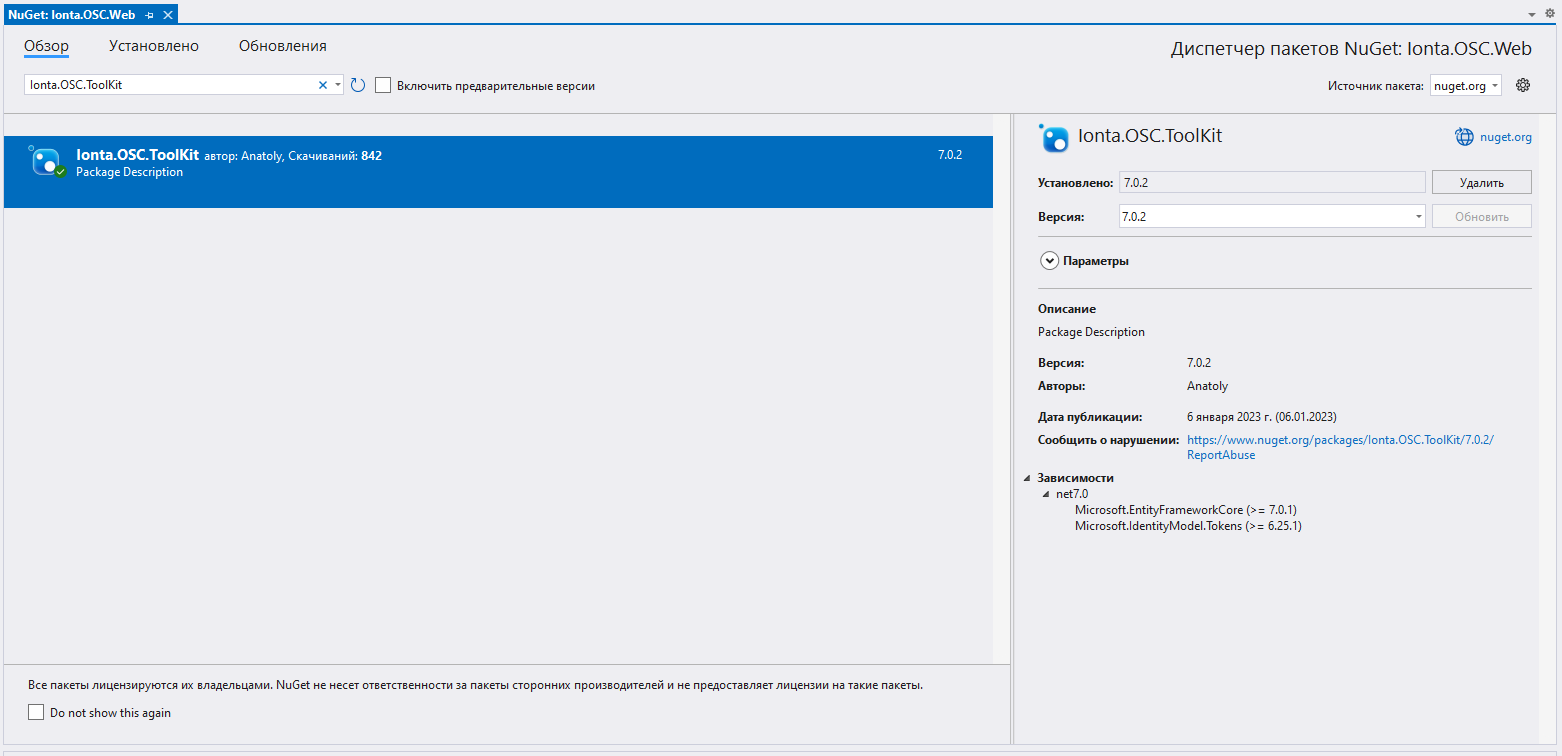 NuGet: Ionta.OSC.Web
Обзор Установлено Обновления
Диспетчер пакетов NuGet: Ionta.OSC.Web
Ionta.OSC.ToolKit
Включить предварительные версии
Источник пакета: nuget.org
Ionta.OSC.ToolKit автор: Anatoly, Скачиваний: 842
7.0.2
Package Description
Ionta.OSC.ToolKit
nuget.org
Установлено: 7.0.2 Удалить
Версия: 7.0.2 Обновить
Параметры
Описание
Package Description
Версия: 7.0.2
Авторы: Anatoly
Дата публикации: 6 января 2023 г. (06.01.2023)
Сообщить о нарушении: https://www.nuget.org/packages/Ionta.OSC.ToolKit/7.0.2/
ReportAbuse
Зависимости
net7.0
Microsoft.EntityFrameworkCore (>= 7.0.1)
Microsoft.IdentityModel.Tokens (>= 6.25.1)
Все пакеты лицензируются их владельцами. NuGet не несет ответственности за пакеты сторонних производителей и не предоставляет лицензии на такие пакеты.
Do not show this again